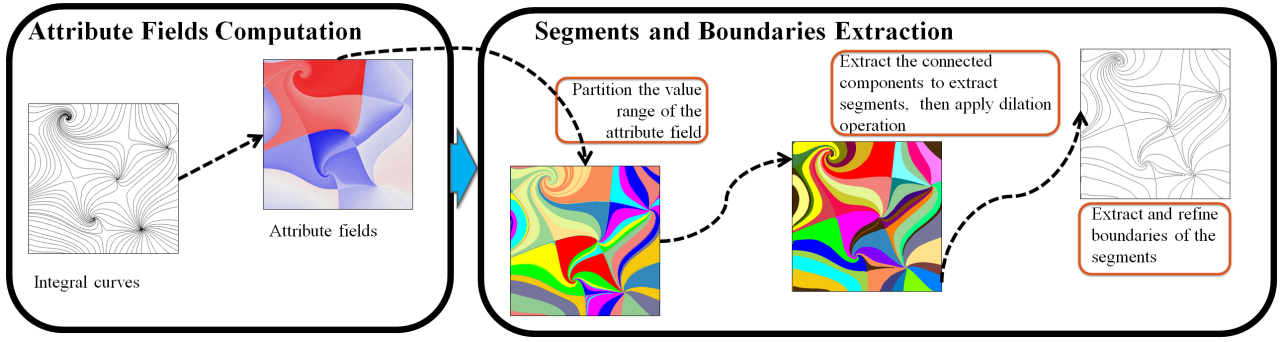 Attribute Fields Computation
Integral curves
Attribute fields
Segments and Boundaries Extraction
Partition the value
range of the
attribute field
Extract the connected
components to extract
segments, then apply dilation
operation
Extract and refine
boundaries of the
segments